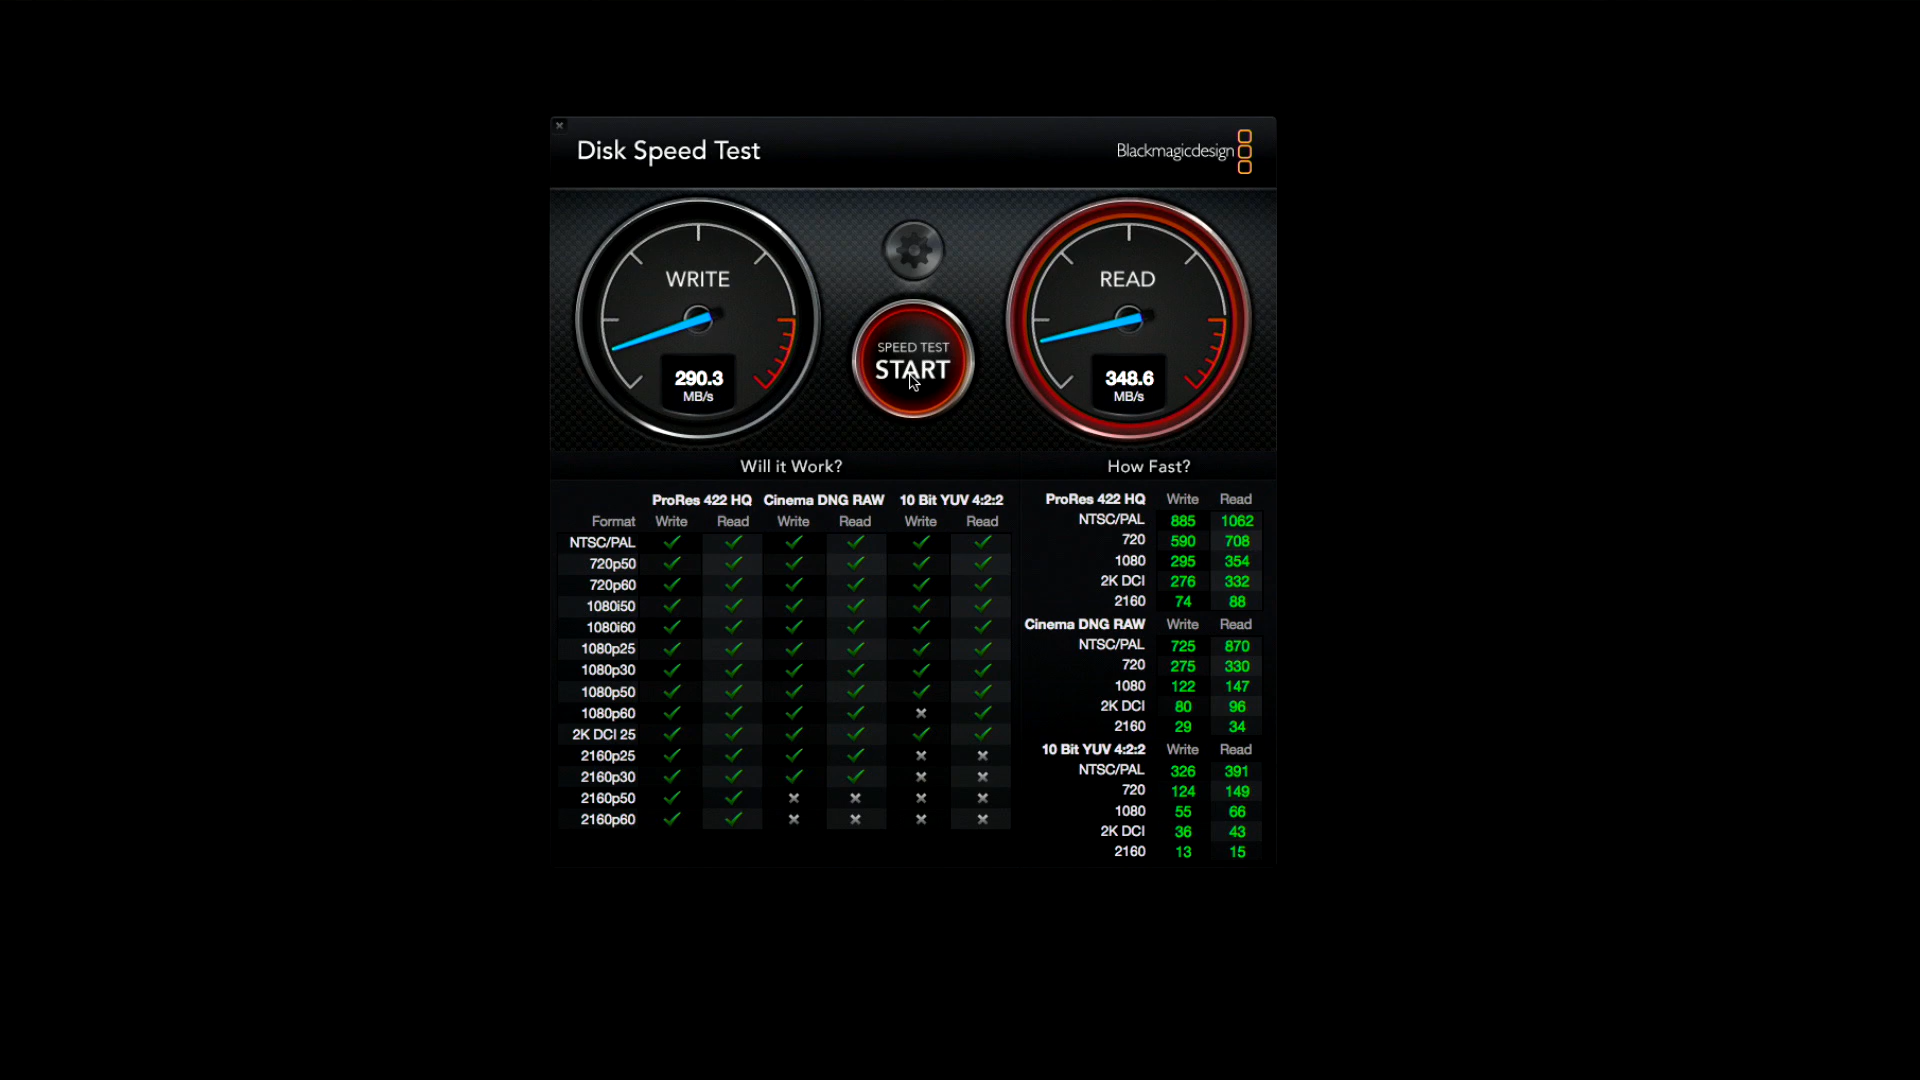 Disk Speed Test
Blackmagicdesign
WRITE
290.3
MB/s
SPEED TEST
START
READ
348.6
MB/s
Will it Work?
ProRes 422 HQ Cinema DNG RAW 10 Bit YUV 4:2:2
Format Write Read Write Read Write Read
NTSC/PAL
720p50
720p60
1080i50
1080i60
1080p25
1080p30
1080p50
1080p60
2K DCI 25
2160p25
2160p30
2160p50
2160p60
How Fast?
ProRes 422 HQ Write Read
NTSC/PAL 885 1062
720 590 708
1080 295 354
2K DCI 276 332
2160 74 88
Cinema DNG RAW Write Read
NTSC/PAL 725 870
720 275 330
1080 122 147
2K DCI 80 96
2160 29 34
10 Bit YUV 4:2:2 Write Read
NTSC/PAL 326 391
720 124 149
1080 55 66
2K DCI 36 43
2160 13 15